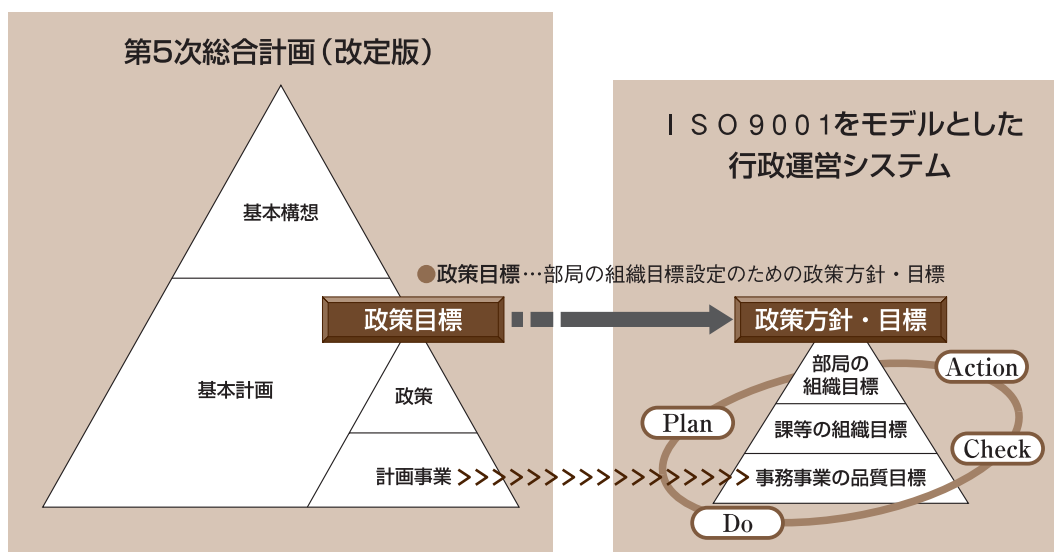 第5次総合計画（改定版）
基本構想
基本計画
政策目標
政策
計画事業
●政策目標…部局の組織目標設定のための政策方針・目標
ＩＳＯ９００１をモデルとした
行政運営システム
政策方針・目標
部局の
組織目標
課等の組織目標
事務事業の品質目標
Plan
Do
Check
Action